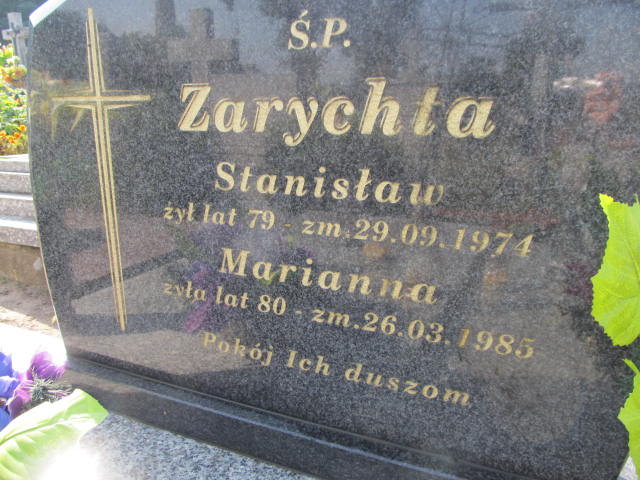 Ś.P.
Zarychta
Stanisław
żył lat 79 - zm.29.09.1974
Marianna
żyła lat 80 - zm.26.03.1985
Pokój Ich duszom